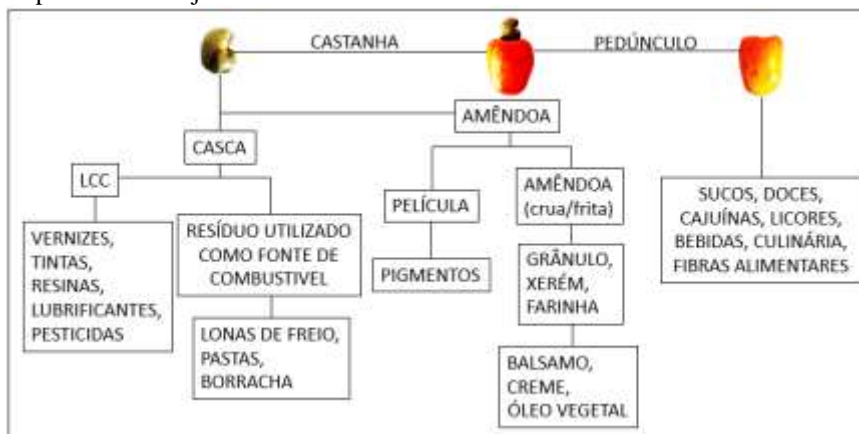 CASTANHA
PEDÚNCULO
AMÊNDOA
CASCA
LCC
PELÍCULA
AMÊNDOA
(crua/frita)
SUCOS, DOCES,
CAJUÍNAS, LICORES,
BEBIDAS, CULINÁRIA,
FIBRAS ALIMENTARES
VERNIZES,
TINTAS,
RESINAS,
LUBRIFICANTES,
PESTICIDAS
RESÍDUO UTILIZADO
COMO FONTE DE
COMBUSTIVEL
PIGMENTOS
GRÂNULO,
XERÉM,
FARINHA
LONAS DE FREIO,
PASTAS,
BORRACHA
BALSAMO,
CREME,
ÓLEO VEGETAL